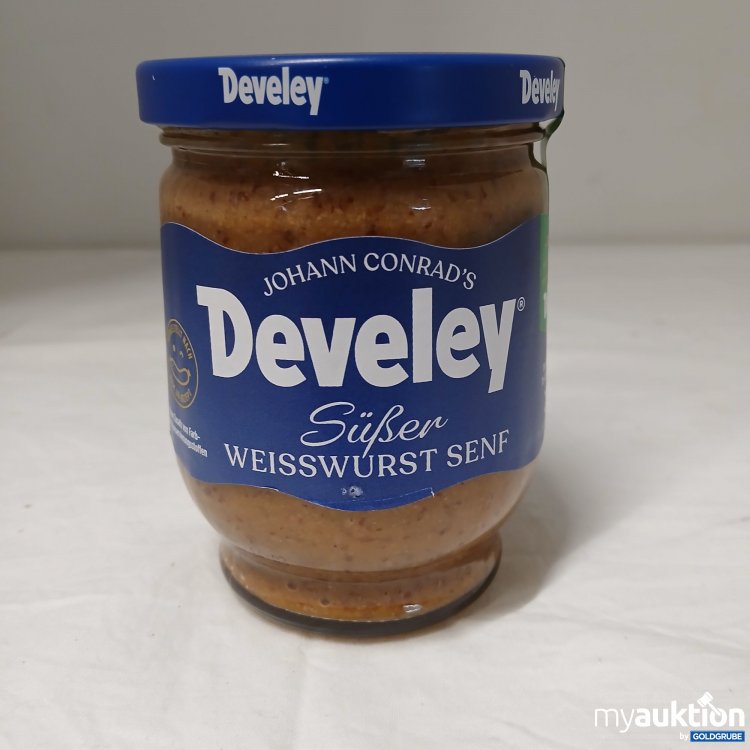 Develey®
Develey
JOHANN CONRAD'S
Develey®
Süßer
WEISSWURST SENF
myauktion
by GOLDGRUBE